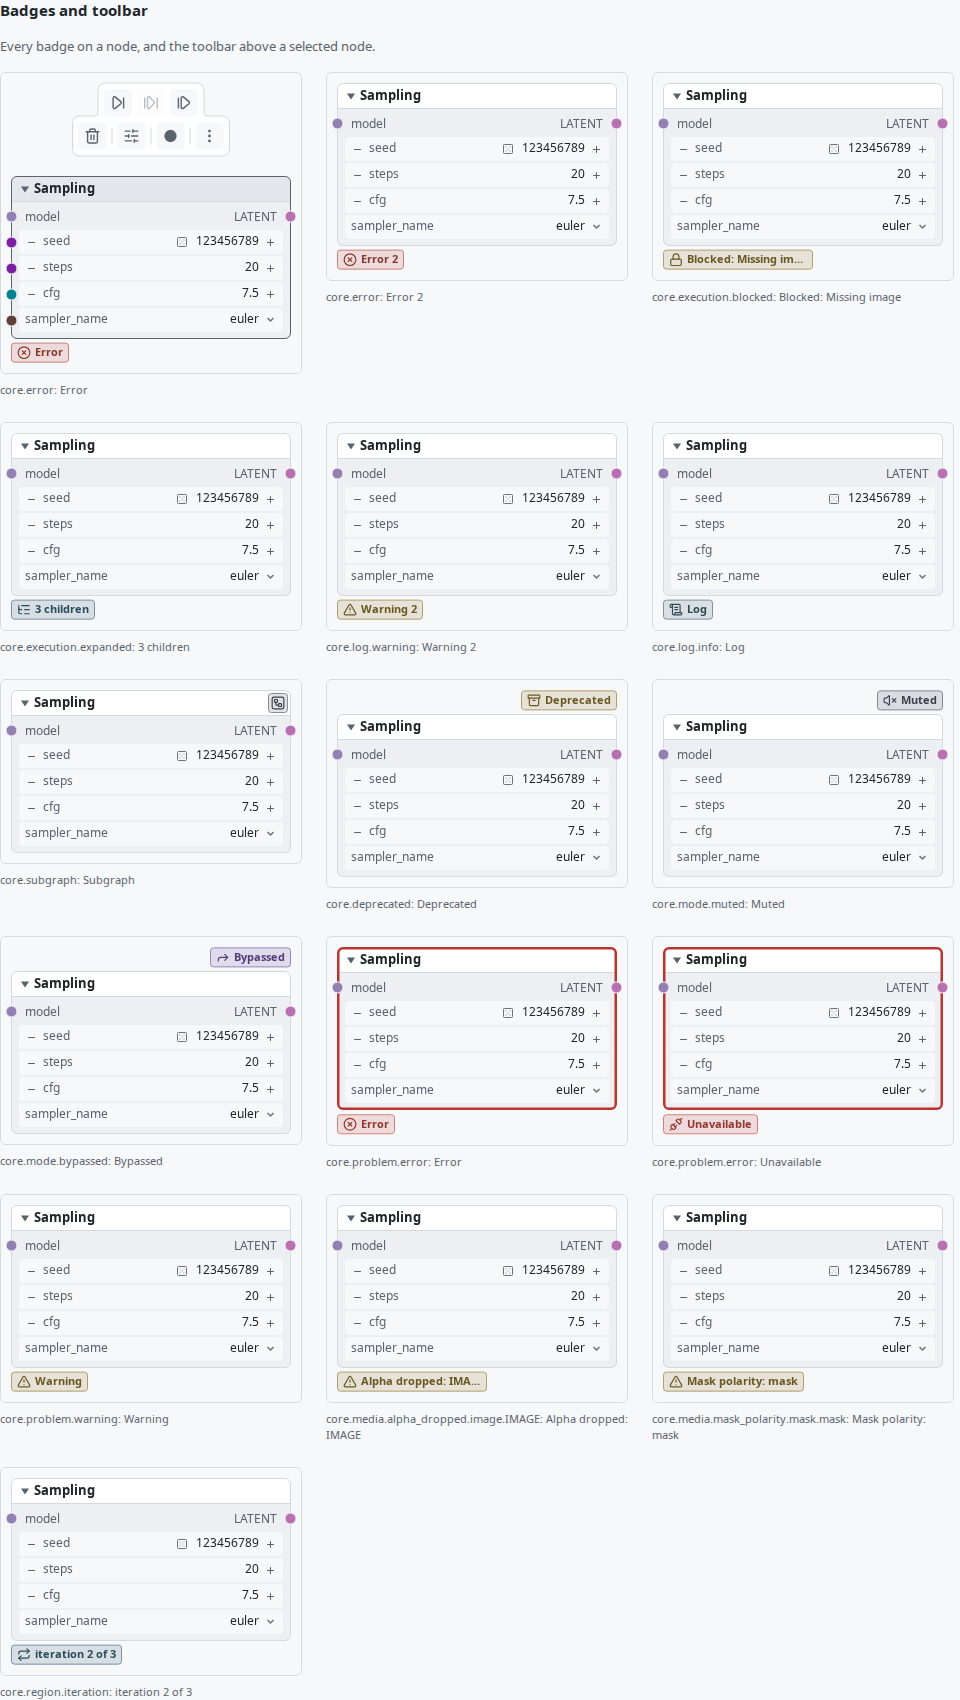 Badges and toolbar
Every badge on a node, and the toolbar above a selected node.
Sampling
model LATENT
seed 123456789
steps 20
cfg 7.5
sampler_name euler
Error
core.error: Error
Sampling
model LATENT
seed 123456789
steps 20
cfg 7.5
sampler_name euler
Error 2
core.error: Error 2
Sampling
model LATENT
seed 123456789
steps 20
cfg 7.5
sampler_name euler
Blocked: Missing im...
core.execution.blocked: Blocked: Missing image
Sampling
model LATENT
seed 123456789
steps 20
cfg 7.5
sampler_name euler
3 children
core.execution.expanded: 3 children
Sampling
model LATENT
seed 123456789
steps 20
cfg 7.5
sampler_name euler
Warning 2
core.log.warning: Warning 2
Sampling
model LATENT
seed 123456789
steps 20
cfg 7.5
sampler_name euler
Log
core.log.info: Log
Sampling
model LATENT
seed 123456789
steps 20
cfg 7.5
sampler_name euler
core.subgraph: Subgraph
Deprecated
Sampling
model LATENT
seed 123456789
steps 20
cfg 7.5
sampler_name euler
core.deprecated: Deprecated
Muted
Sampling
model LATENT
seed 123456789
steps 20
cfg 7.5
sampler_name euler
core.mode.muted: Muted
Bypassed
Sampling
model LATENT
seed 123456789
steps 20
cfg 7.5
sampler_name euler
core.mode.bypassed: Bypassed
Sampling
model LATENT
seed 123456789
steps 20
cfg 7.5
sampler_name euler
Error
core.problem.error: Error
Sampling
model LATENT
seed 123456789
steps 20
cfg 7.5
sampler_name euler
Unavailable
core.problem.error: Unavailable
Sampling
model LATENT
seed 123456789
steps 20
cfg 7.5
sampler_name euler
Warning
core.problem.warning: Warning
Sampling
model LATENT
seed 123456789
steps 20
cfg 7.5
sampler_name euler
Alpha dropped: IMA...
core.media.alpha_dropped.image.IMAGE: Alpha dropped:
IMAGE
Sampling
model LATENT
seed 123456789
steps 20
cfg 7.5
sampler_name euler
Mask polarity: mask
core.media.mask_polarity.mask.mask: Mask polarity:
mask
Sampling
model LATENT
seed 123456789
steps 20
cfg 7.5
sampler_name euler
iteration 2 of 3
core.region.iteration: iteration 2 of 3